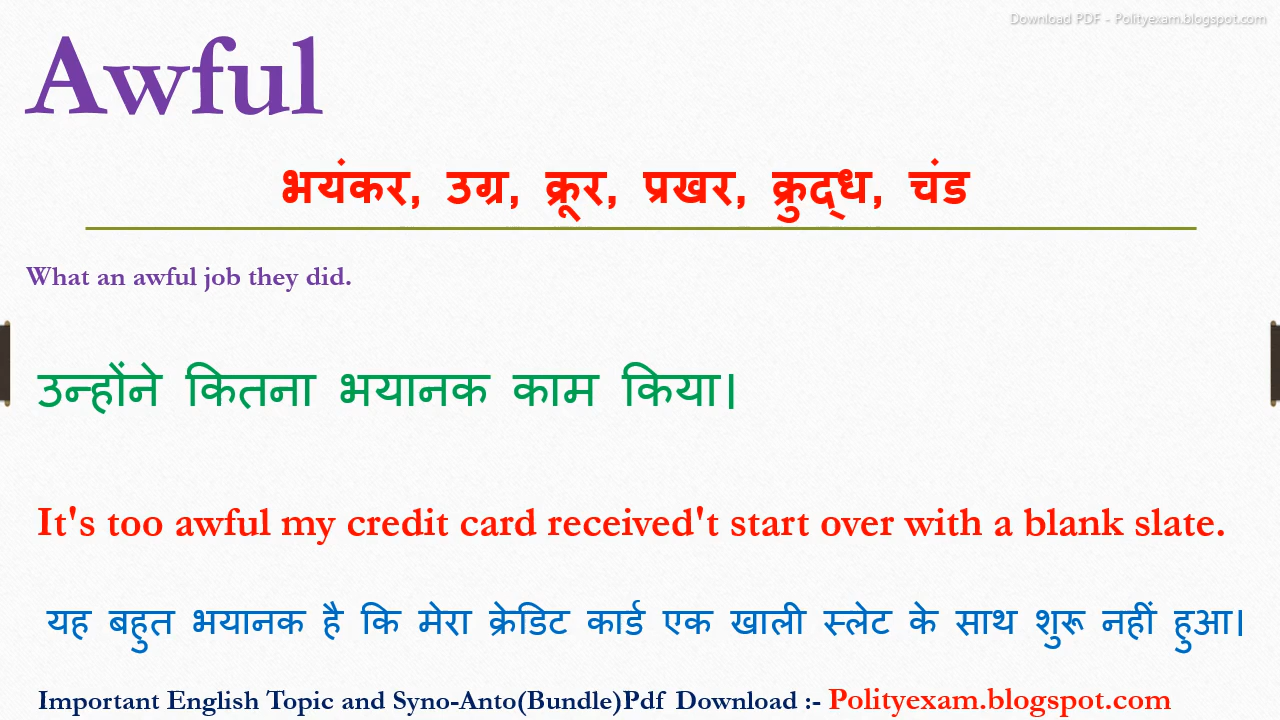 Download PDF - Polityexam.blogspot.com
Awful
भयंकर, उग्र, क्रूर, प्रखर, क्रुद्ध, चंड
What an awful job they did.
उन्होंने कितना भयानक काम किया।
It's too awful my credit card received't start over with a blank slate.
यह बहुत भयानक है कि मेरा क्रेडिट कार्ड एक खाली स्लेट के साथ शुरू नहीं हुआ।
Important English Topic and Syno-Anto(Bundle)Pdf Download :- Polityexam.blogspot.com